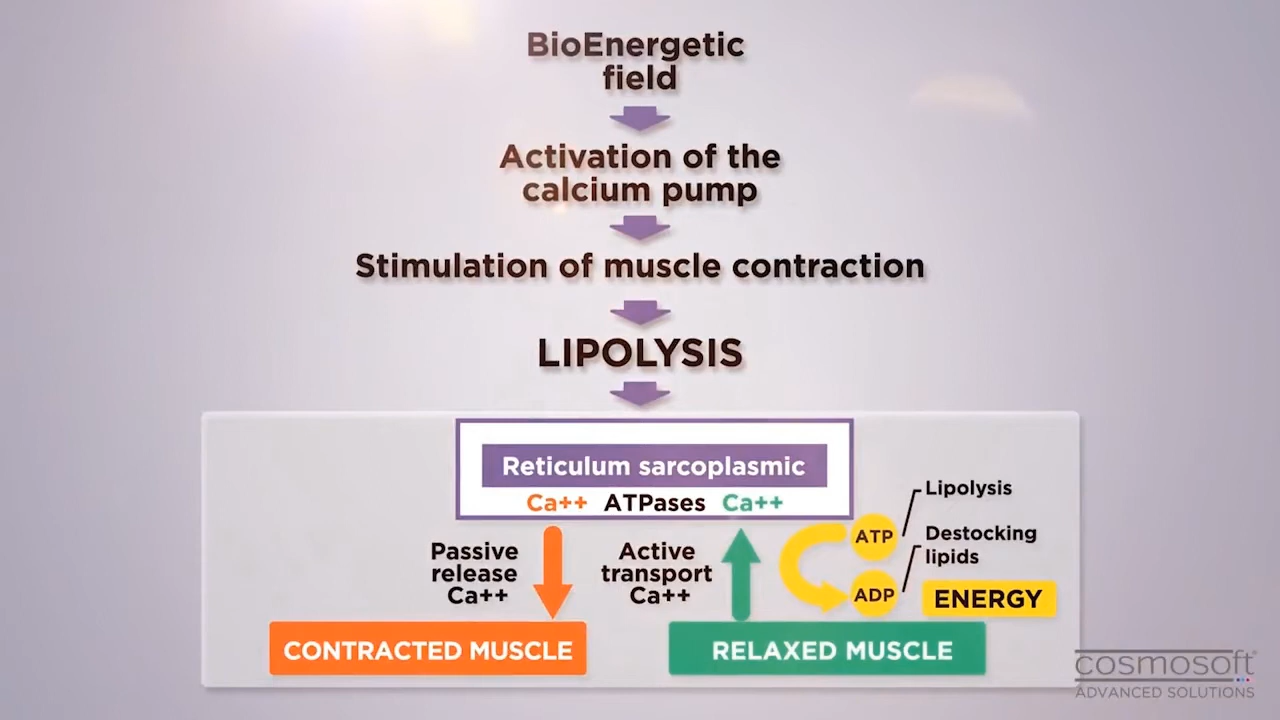 BioEnergetic
field
Activation of the
calcium pump
Stimulation of muscle contraction
LIPOLYSIS
Reticulum sarcoplasmic
Ca++ ATPases Ca++
Passive
release
Ca++
Active
transport
Ca++
ATP
ADP
Lipolysis
Destocking
lipids
ENERGY
CONTRACTED MUSCLE
RELAXED MUSCLE
cosmosoft
ADVANCED SOLUTIONS